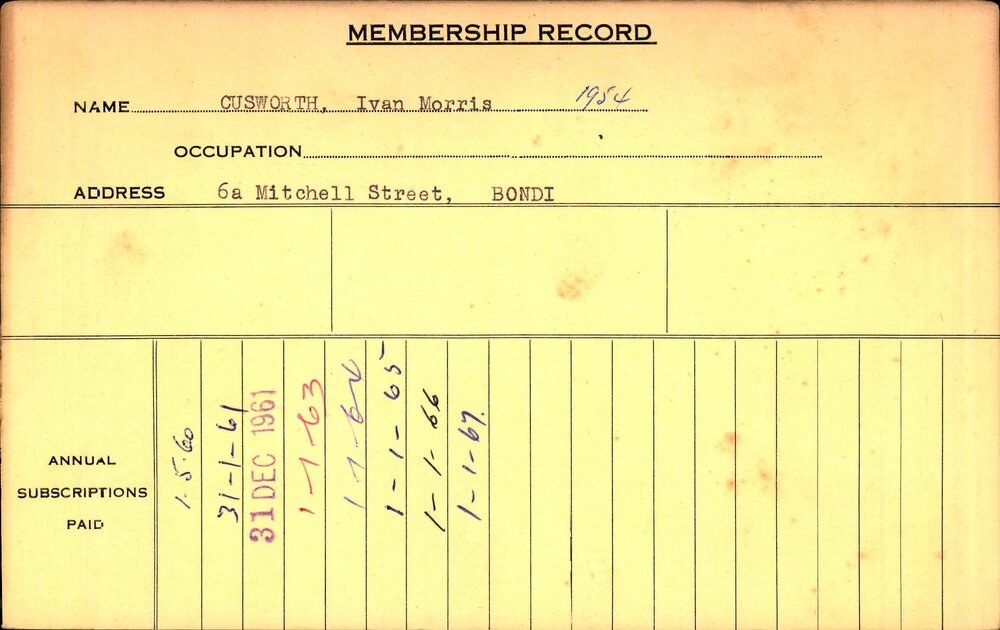 MEMBERSHIP RECORD
NAME CUSWORTH, Ivan Morris 1954
OCCUPATION
ADDRESS 6a Mitchell Street, BONDI
ANNUAL
SUBSCRIPTIONS
PAID
1.5.60
31-1-61
31 DEC 1961
1-1-63
1-1-64
1-1-65
1-1-66
1-1-67.